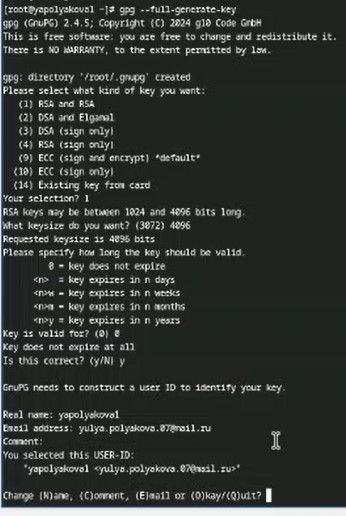 [root@yapolyakoval ~]# gpg --full-generate-key
gpg (GnuPG) 2.4.5; Copyright (C) 2024 g10 Code GmbH
This is free software: you are free to change and redistribute it.
There is NO WARRANTY, to the extent permitted by law.
gpg: directory '/root/.gnupg' created
Please select what kind of key you want:
(1) RSA and RSA
(2) DSA and Elgamal
(3) DSA (sign only)
(4) RSA (sign only)
(9) ECC (sign and encrypt) *default*
(10) ECC (sign only)
(14) Existing key from card
Your selection? 1
RSA keys may be between 1024 and 4096 bits long.
What keysize do you want? (3072) 4096
Requested keysize is 4096 bits
Please specify how long the key should be valid.
0 = key does not expire
<n> = key expires in n days
<n>w = key expires in n weeks
<n>m = key expires in n months
<n>y = key expires in n years
Key is valid for? (0) 0
Key does not expire at all
Is this correct? (y/N) y
GnuPG needs to construct a user ID to identify your key.
Real name: yapolyakoval
Email address: yulya.polyakova.07@mail.ru
Comment:
You selected this USER-ID:
"yapolyakoval <yulya.polyakova.07@mail.ru>"
Change (N)ame, (C)omment, (E)mail or (O)kay/(Q)uit?